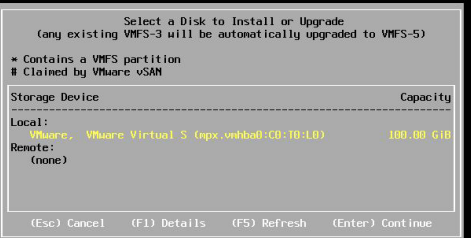 Select a Disk to Install or Upgrade
(any existing VMFS-3 will be automatically upgraded to VMFS-5)
* Contains a VMFS partition
# Claimed by VMware vSAN
Storage Device Capacity
Local:
VMware, VMware Virtual S (mpx.vmhba0:C0:T0:L0) 100.00 GiB
Remote:
(none)
(Esc) Cancel (F1) Details (F5) Refresh (Enter) Continue